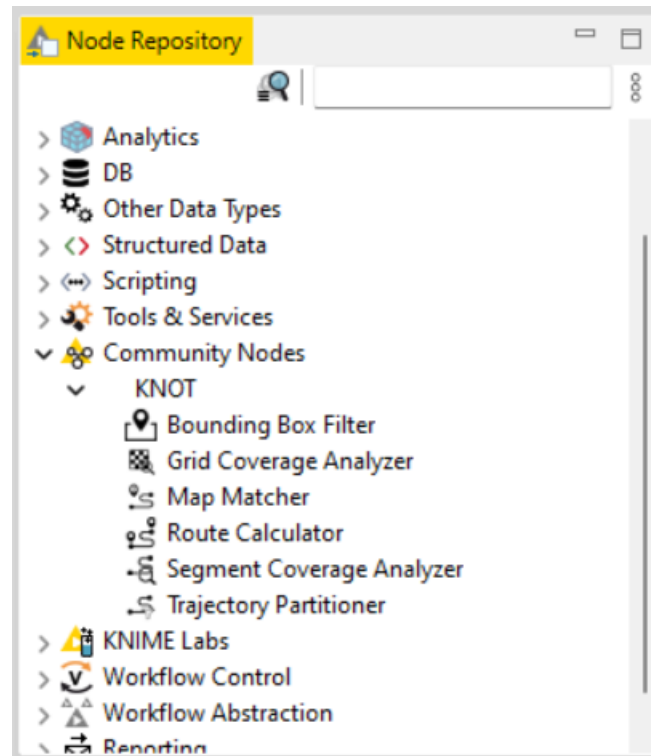 Node Repository
Analytics
DB
Other Data Types
Structured Data
Scripting
Tools & Services
Community Nodes
KNOT
Bounding Box Filter
Grid Coverage Analyzer
Map Matcher
Route Calculator
Segment Coverage Analyzer
Trajectory Partitioner
KNIME Labs
Workflow Control
Workflow Abstraction
Reporting